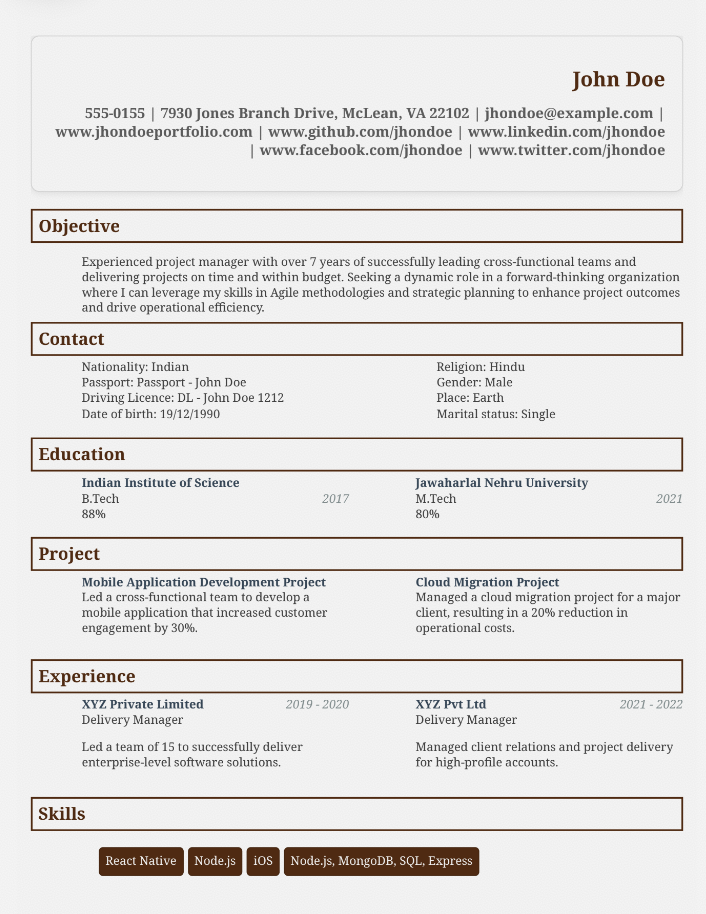 John Doe
555-0155 | 7930 Jones Branch Drive, McLean, VA 22102 | jhondoe@example.com |
www.jhondoeportfolio.com | www.github.com/jhondoe | www.linkedin.com/jhondoe
| www.facebook.com/jhondoe | www.twitter.com/jhondoe
Objective
Experienced project manager with over 7 years of successfully leading cross-functional teams and
delivering projects on time and within budget. Seeking a dynamic role in a forward-thinking organization
where I can leverage my skills in Agile methodologies and strategic planning to enhance project outcomes
and drive operational efficiency.
Contact
Nationality: Indian
Passport: Passport - John Doe
Driving Licence: DL - John Doe 1212
Date of birth: 19/12/1990
Religion: Hindu
Gender: Male
Place: Earth
Marital status: Single
Education
Indian Institute of Science
B.Tech 2017
88%
Jawaharlal Nehru University
M.Tech 2021
80%
Project
Mobile Application Development Project
Led a cross-functional team to develop a
mobile application that increased customer
engagement by 30%.
Cloud Migration Project
Managed a cloud migration project for a major
client, resulting in a 20% reduction in
operational costs.
Experience
XYZ Private Limited 2019 - 2020
Delivery Manager
Led a team of 15 to successfully deliver
enterprise-level software solutions.
XYZ Pvt Ltd 2021 - 2022
Delivery Manager
Managed client relations and project delivery
for high-profile accounts.
Skills
React Native Node.js iOS Node.js, MongoDB, SQL, Express